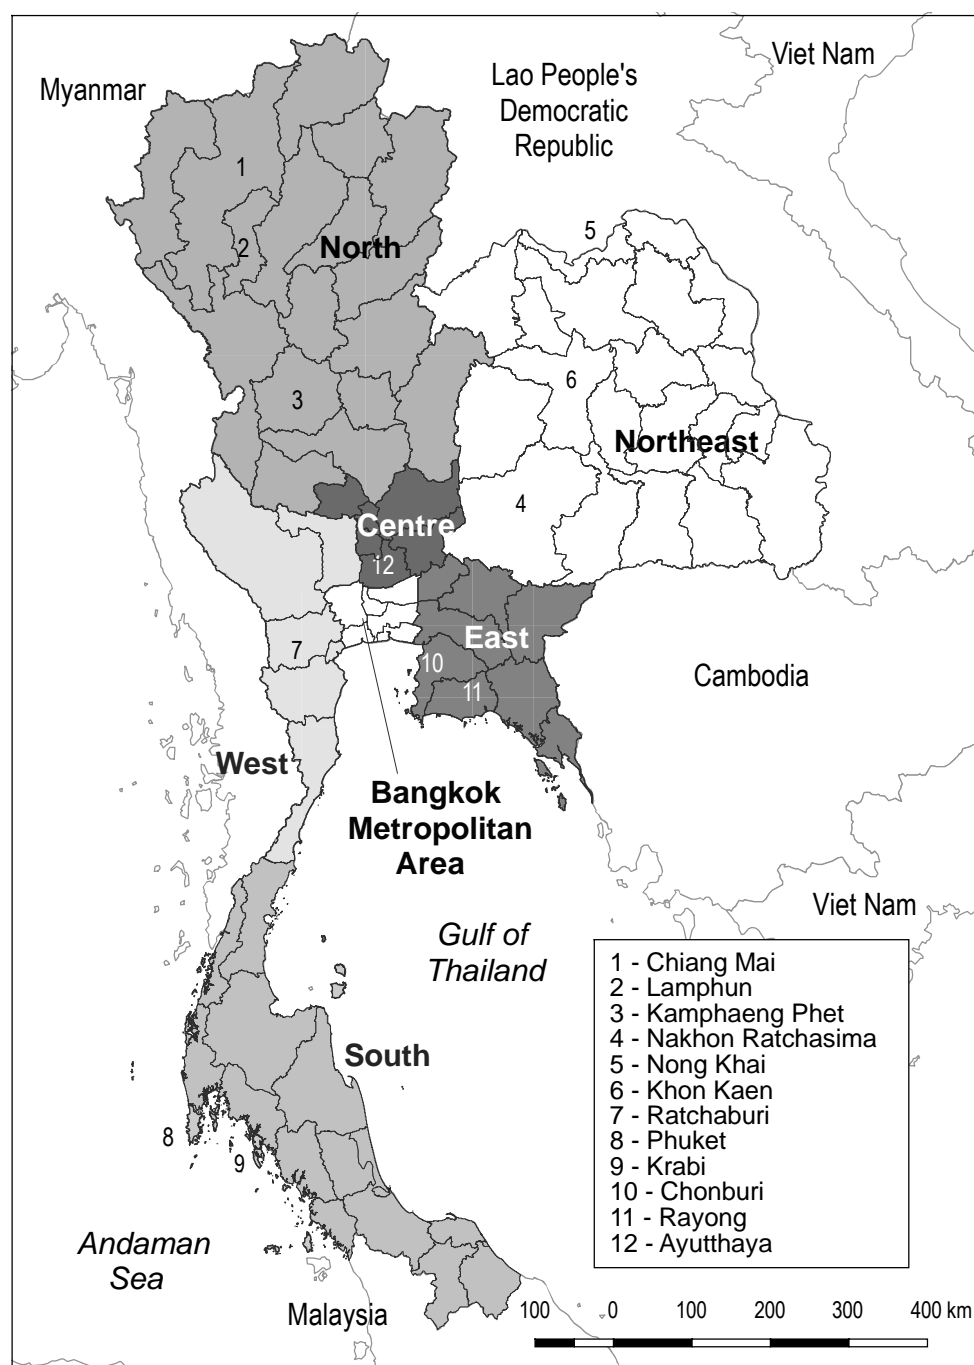 Viet Nam
Lao People's
Democratic
Republic
Myanmar
1
5
2
North
6
3
Northeast
4
Centre
12
East
7
10
11
Cambodia
West
Bangkok
Metropolitan
Area
Viet Nam
Gulf of
Thailand
South
8
9
Andaman
Sea
Malaysia
1 - Chiang Mai
2 - Lamphun
3 - Kamphaeng Phet
4 - Nakhon Ratchasima
5 - Nong Khai
6 - Khon Kaen
7 - Ratchaburi
8 - Phuket
9 - Krabi
10 - Chonburi
11 - Rayong
12 - Ayutthaya
100 0 100 200 300 400 km